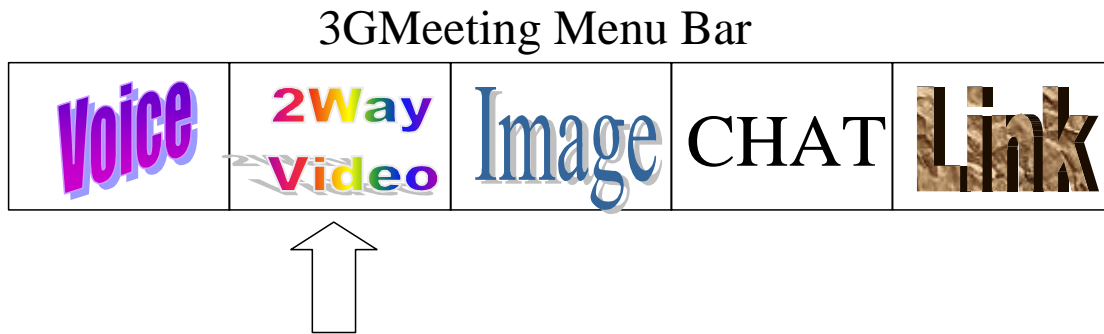 3GMeeting Menu Bar
Voice
2Way
Video
Image
CHAT
Link